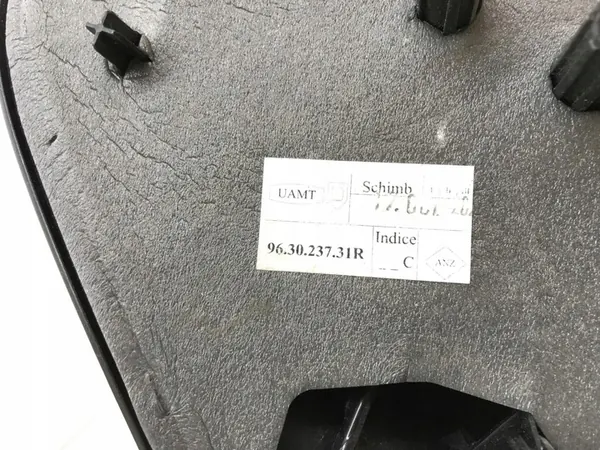 UAMT
Schimb
96.30.237.31R
Indice
_ _ C
ANZ